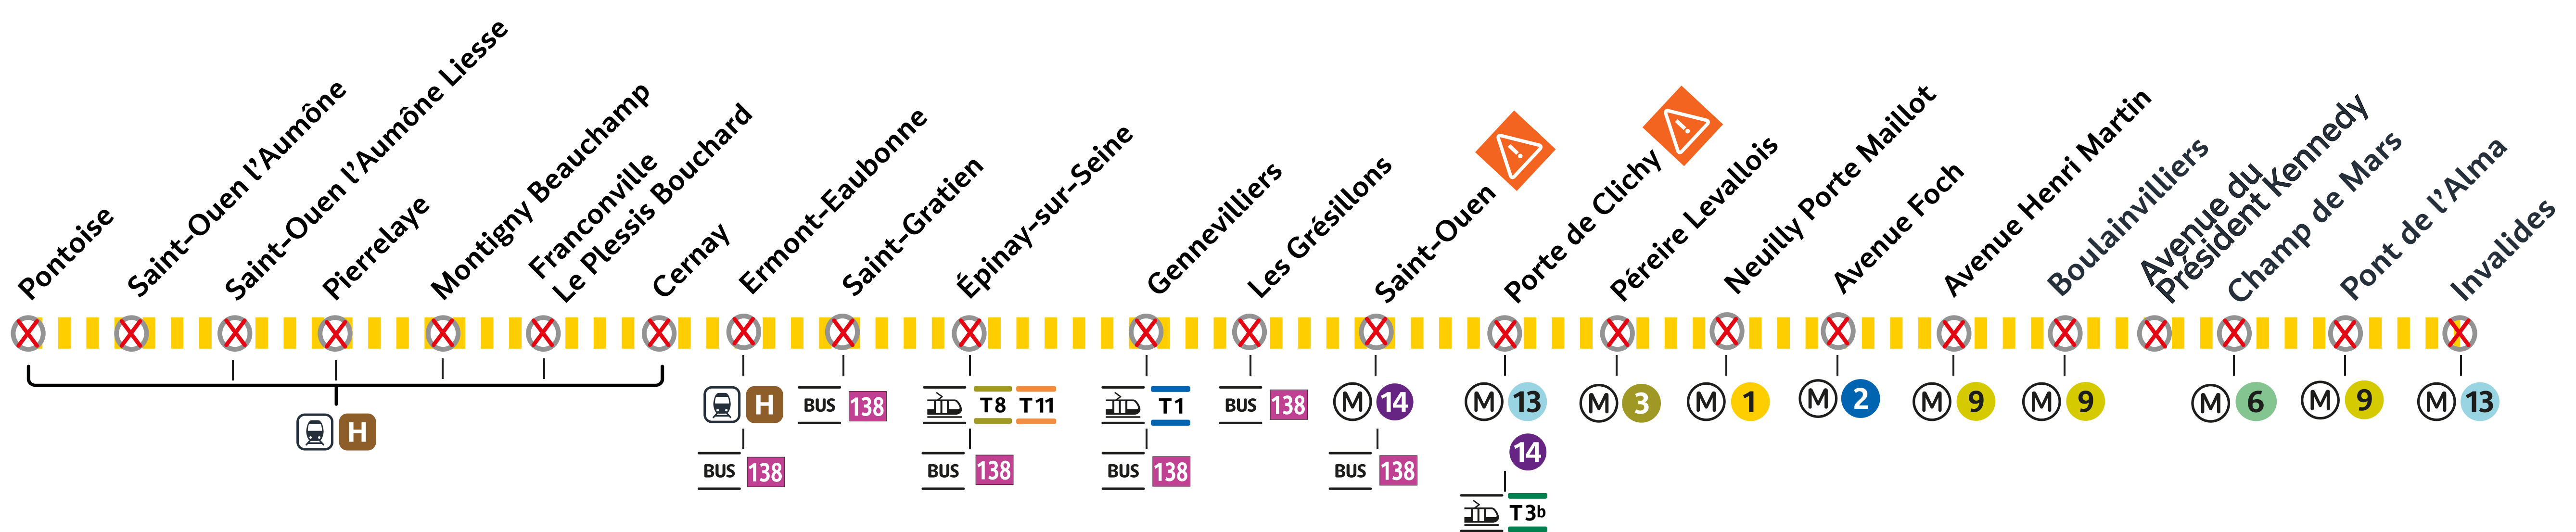 Pontoise
Saint-Ouen l'Aumône
Saint-Ouen l'Aumône Liesse
Pierrelaye
Montigny Beauchamp
Franconville
Le Plessis Bouchard
Cernay
Ermont-Eaubonne
Saint-Gratien
Épinay-sur-Seine
Gennevilliers
Les Grésillons
Saint-Ouen
Porte de Clichy
Péreire Levallois
Neuilly Porte Maillot
Avenue Foch
Avenue Henri Martin
Boulainvilliers
Avenue du
Président Kennedy
Champ de Mars
Pont de l'Alma
Invalides
H
H
BUS 138
BUS 138
T8 T11
BUS 138
T1
BUS 138
BUS 138
M 14
BUS 138
M 13
14
T3b
M 3
M 1
M 2
M 9
M 9
M 6
M 9
M 13